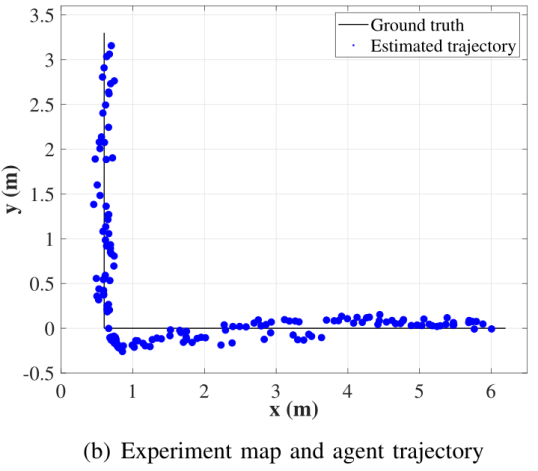 3.5
3
2.5
2
1.5
1
0.5
0
-0.5
y (m)
Ground truth
Estimated trajectory
0 1 2 3 4 5 6
x (m)
(b) Experiment map and agent trajectory